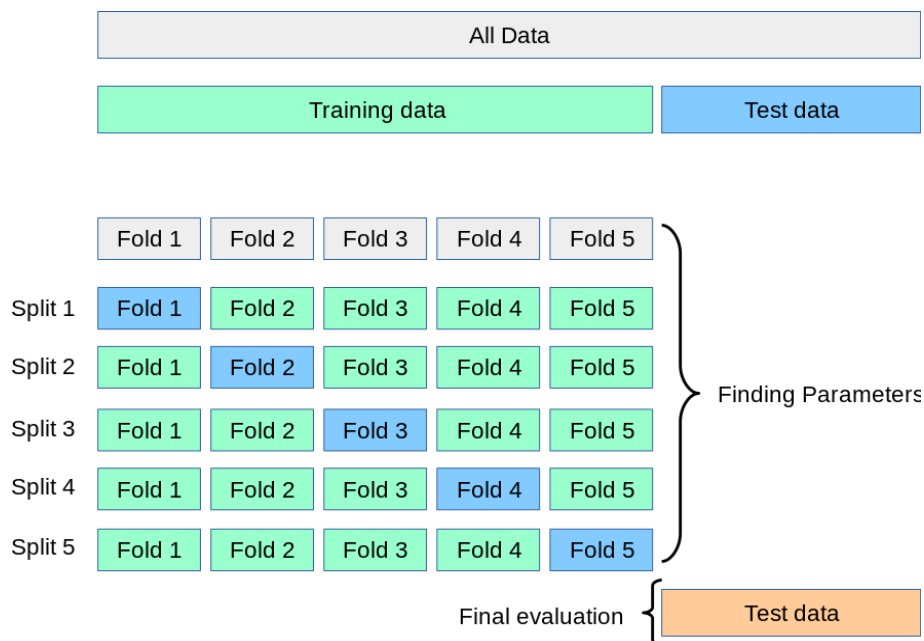 All Data
Training data Test data
Fold 1 Fold 2 Fold 3 Fold 4 Fold 5
Split 1 Fold 1 Fold 2 Fold 3 Fold 4 Fold 5
Split 2 Fold 1 Fold 2 Fold 3 Fold 4 Fold 5
Finding Parameters
Split 3 Fold 1 Fold 2 Fold 3 Fold 4 Fold 5
Split 4 Fold 1 Fold 2 Fold 3 Fold 4 Fold 5
Split 5 Fold 1 Fold 2 Fold 3 Fold 4 Fold 5
Final evaluation Test data